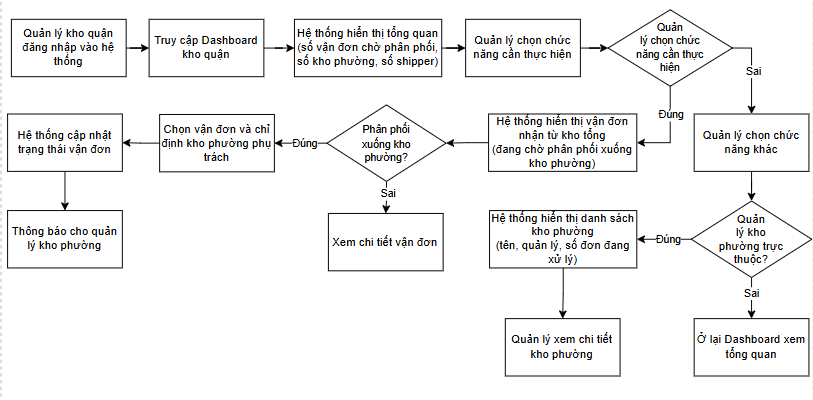 Quản lý kho quận
đăng nhập vào hệ
thống
Truy cập Dashboard
kho quận
Hệ thống hiển thị tổng quan
(số vận đơn chờ phân phối,
số kho phường, số shipper)
Quản lý chọn chức
năng cần thực hiện
Quản
lý chọn chức
năng cần thực
hiện
Sai
Đúng
Hệ thống cập nhật
trạng thái vận đơn
Chọn vận đơn và chỉ
định kho phường phụ
trách
Đúng
Phân phối
xuống kho
phường?
Hệ thống hiển thị vận đơn
nhận từ kho tổng
(đang chờ phân phối xuống
kho phường)
Quản lý chọn chức
năng khác
Sai
Thông báo cho quản
lý kho phường
Xem chi tiết vận đơn
Hệ thống hiển thị danh sách
kho phường
(tên, quản lý, số đơn đang
xử lý)
Đúng
Quản
lý kho
phường trực
thuộc?
Sai
Quản lý xem chi tiết
kho phường
Ở lại Dashboard xem
tổng quan